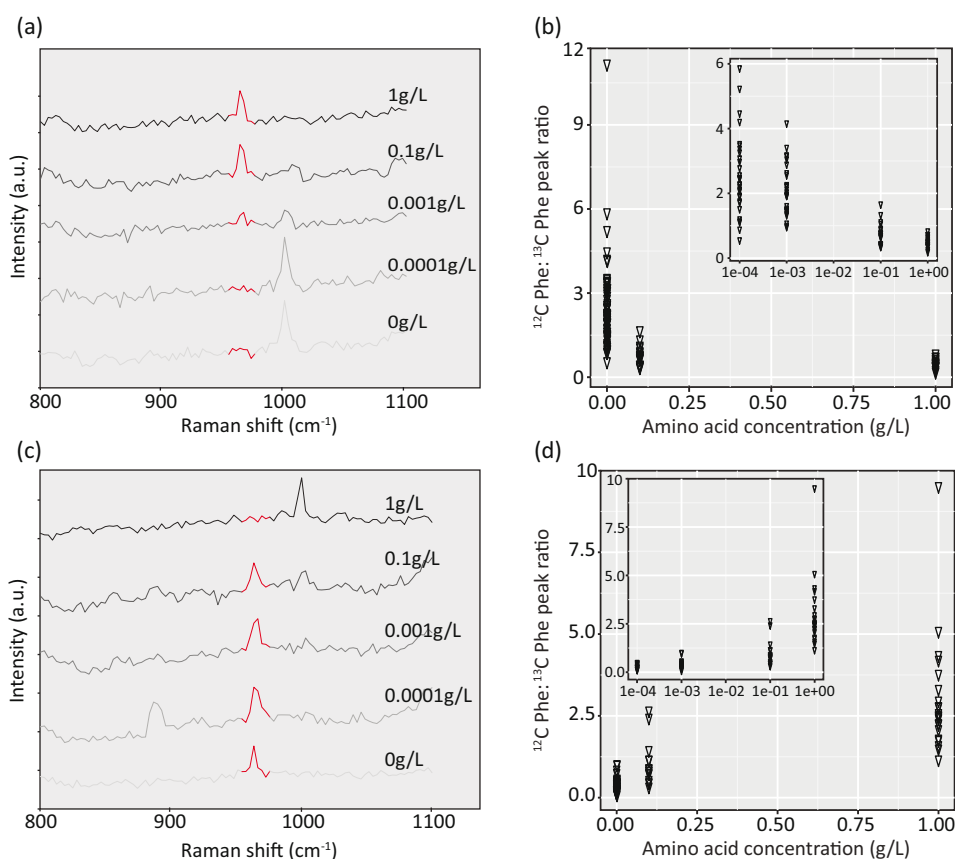 (a)
1g/L
0.1g/L
0.001g/L
0.0001g/L
0g/L
Intensity (a.u.)
800 900 1000 1100
Raman shift (cm⁻¹)
(b)
12
9
6
3
0
¹²C Phe: ¹³C Phe peak ratio
6
4
2
0
1E-04 1E-03 1E-02 1E-01 1E+00
0.00 0.25 0.50 0.75 1.00
Amino acid concentration (g/L)
(c)
1g/L
0.1g/L
0.001g/L
0.0001g/L
0g/L
Intensity (a.u.)
800 900 1000 1100
Raman shift (cm⁻¹)
(d)
10
7.5
5.0
2.5
0.0
¹²C Phe: ¹³C Phe peak ratio
10
7.5
5.0
2.5
0.0
1E-04 1E-03 1E-02 1E-01 1E+00
0.00 0.25 0.50 0.75 1.00
Amino acid concentration (g/L)